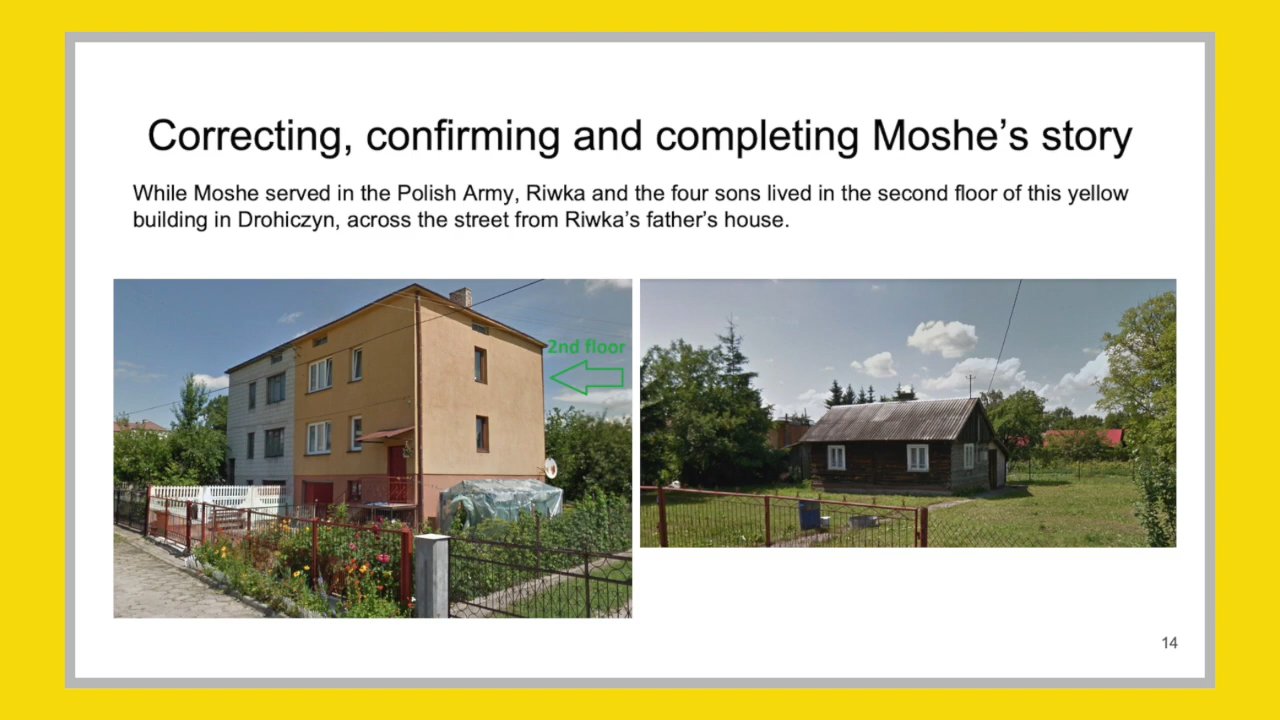 Correcting, confirming and completing Moshe’s story
While Moshe served in the Polish Army, Riwka and the four sons lived in the second floor of this yellow
building in Drohiczyn, across the street from Riwka’s father’s house.
2nd floor
14